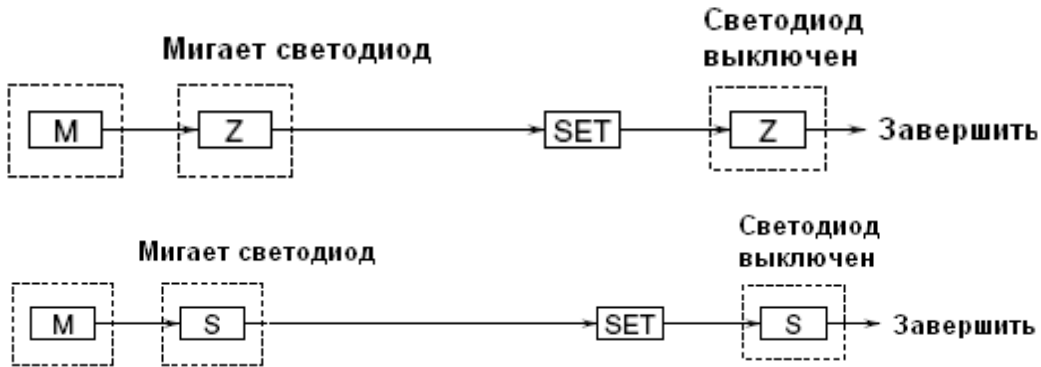 Светодиод
выключен
Мигает светодиод
M Z SET Z Завершить
Светодиод
выключен
Мигает светодиод
M S SET S Завершить